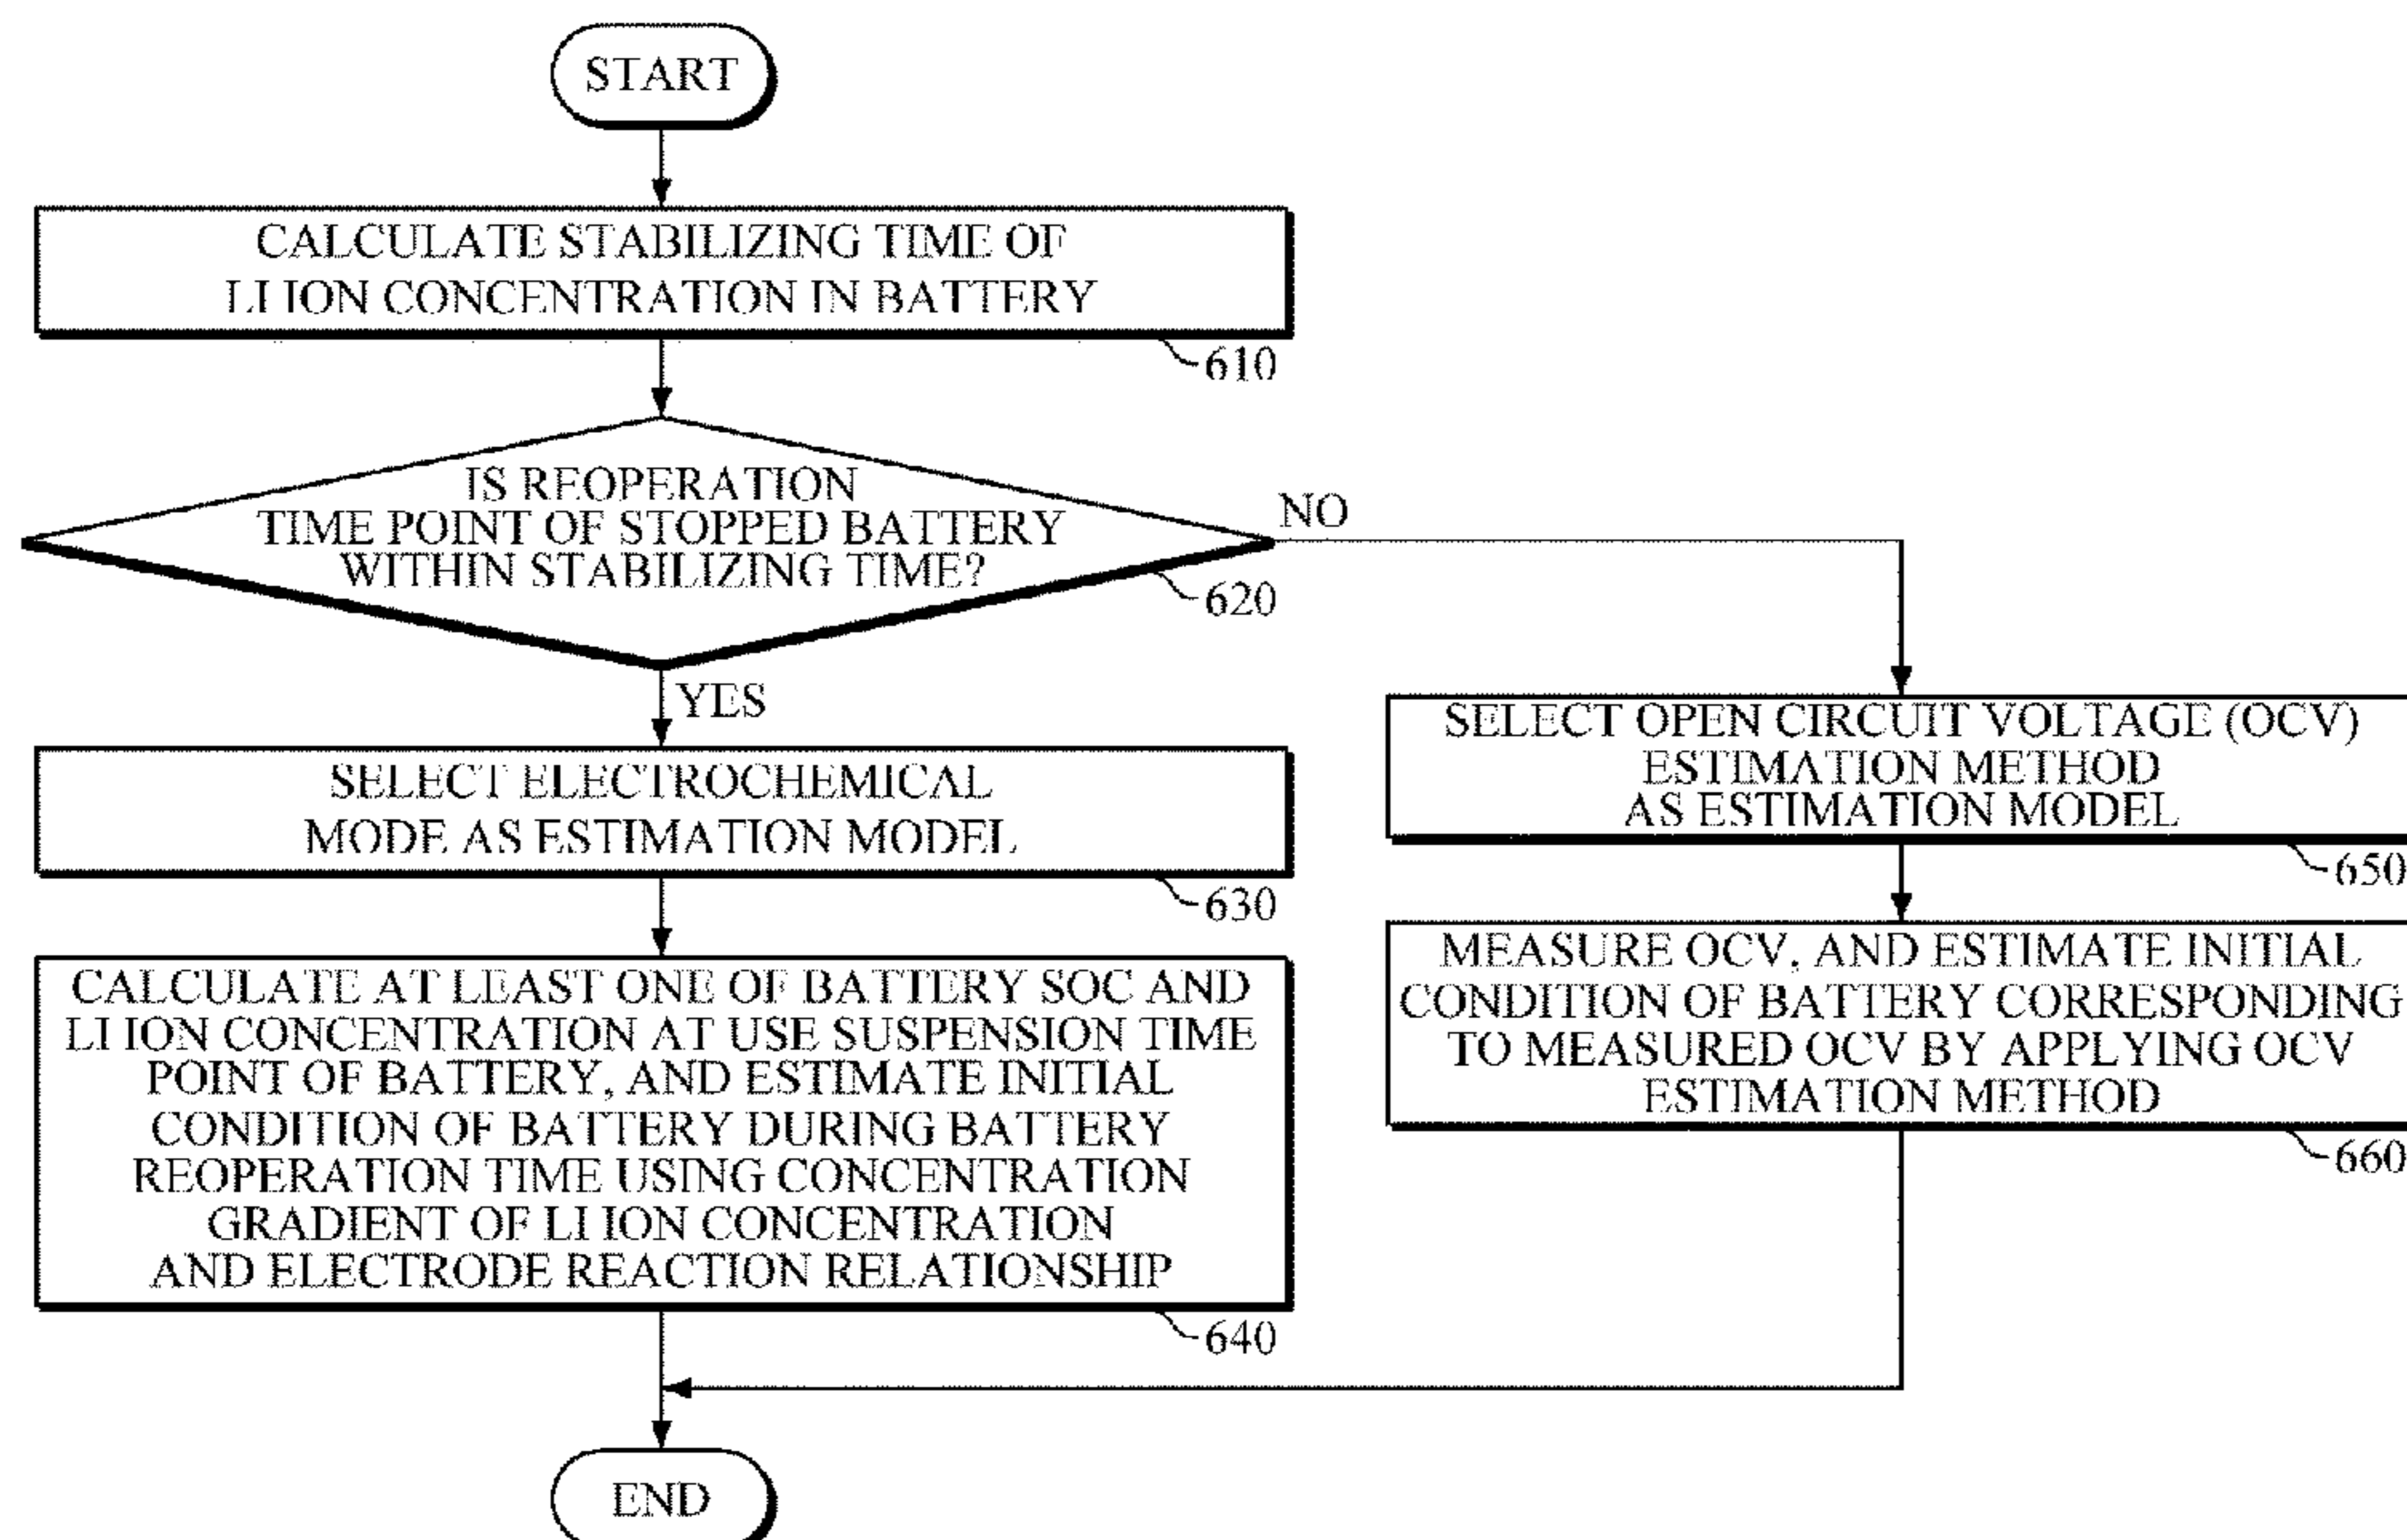 START
CALCULATE STABILIZING TIME OF
LI ION CONCENTRATION IN BATTERY
610
IS REOPERATION
TIME POINT OF STOPPED BATTERY
WITHIN STABILIZING TIME?
NO
620
YES
SELECT ELECTROCHEMICAL
MODE AS ESTIMATION MODEL
630
CALCULATE AT LEAST ONE OF BATTERY SOC AND
LI ION CONCENTRATION AT USE SUSPENSION TIME
POINT OF BATTERY, AND ESTIMATE INITIAL
CONDITION OF BATTERY DURING BATTERY
REOPERATION TIME USING CONCENTRATION
GRADIENT OF LI ION CONCENTRATION
AND ELECTRODE REACTION RELATIONSHIP
640
SELECT OPEN CIRCUIT VOLTAGE (OCV)
ESTIMATION METHOD
AS ESTIMATION MODEL
650
MEASURE OCV, AND ESTIMATE INITIAL
CONDITION OF BATTERY CORRESPONDING
TO MEASURED OCV BY APPLYING OCV
ESTIMATION METHOD
660
END